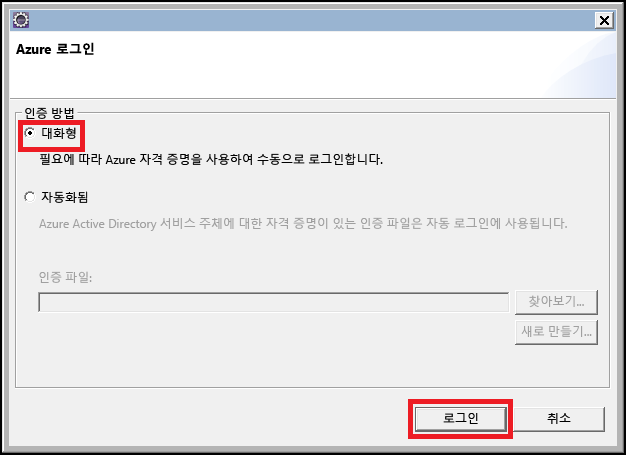 Azure 로그인
인증 방법
대화형
필요에 따라 Azure 자격 증명을 사용하여 수동으로 로그인합니다.
자동화됨
Azure Active Directory 서비스 주체에 대한 자격 증명이 있는 인증 파일은 자동 로그인에 사용됩니다.
인증 파일:
찾아보기...
새로 만들기...
로그인
취소